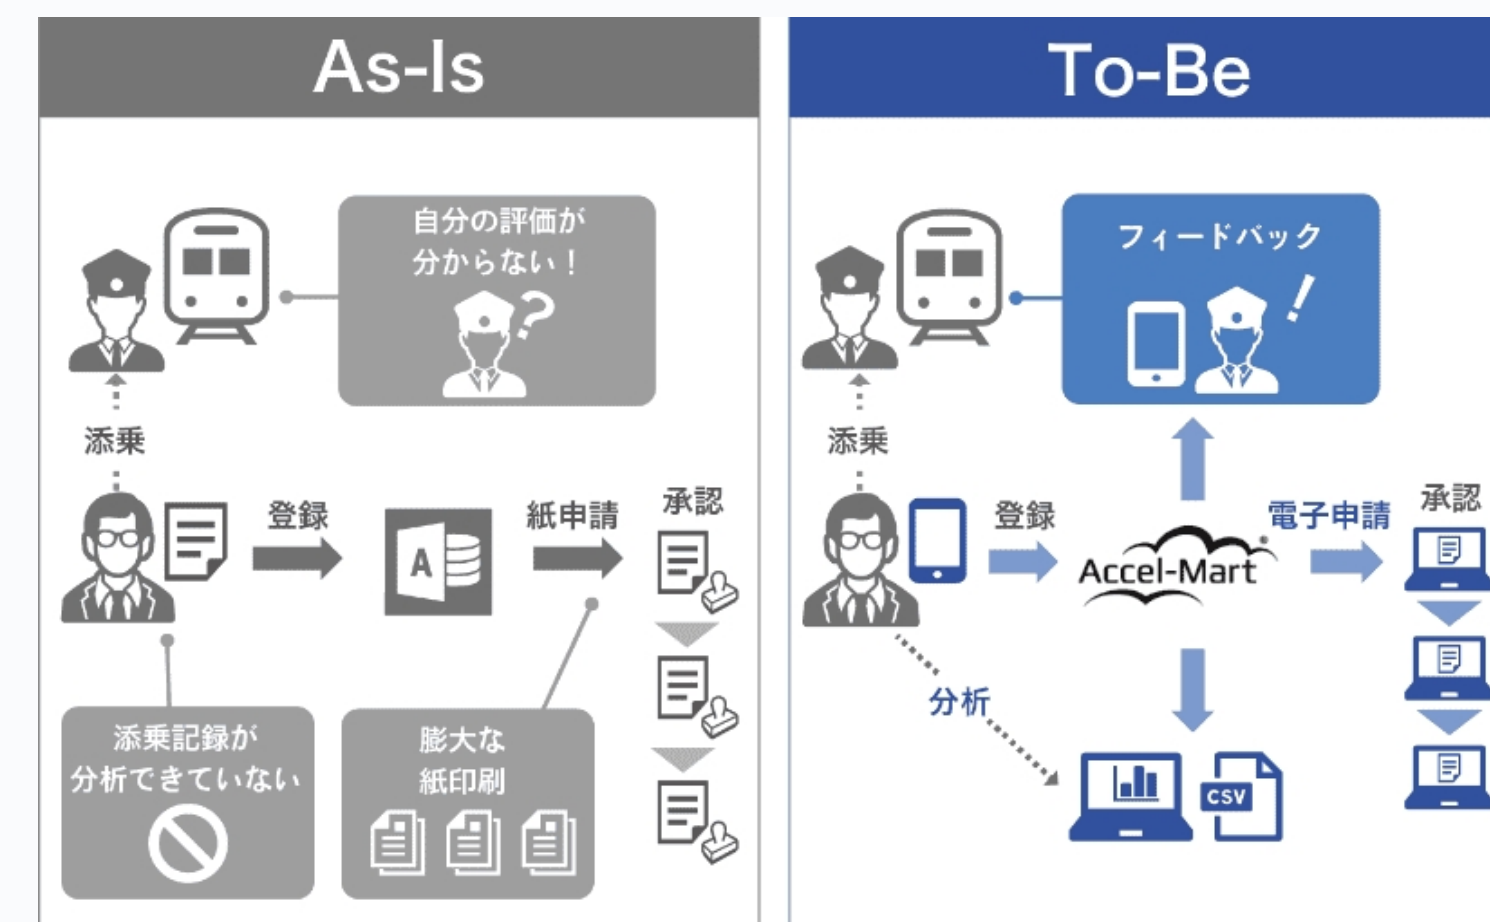 As-Is
自分の評価が
分からない！
?
添乗
登録
A
紙申請
承認
添乗記録が
分析できていない
膨大な
紙印刷
To-Be
フィードバック
!
添乗
登録
Accel-Mart®
電子申請
承認
分析
CSV